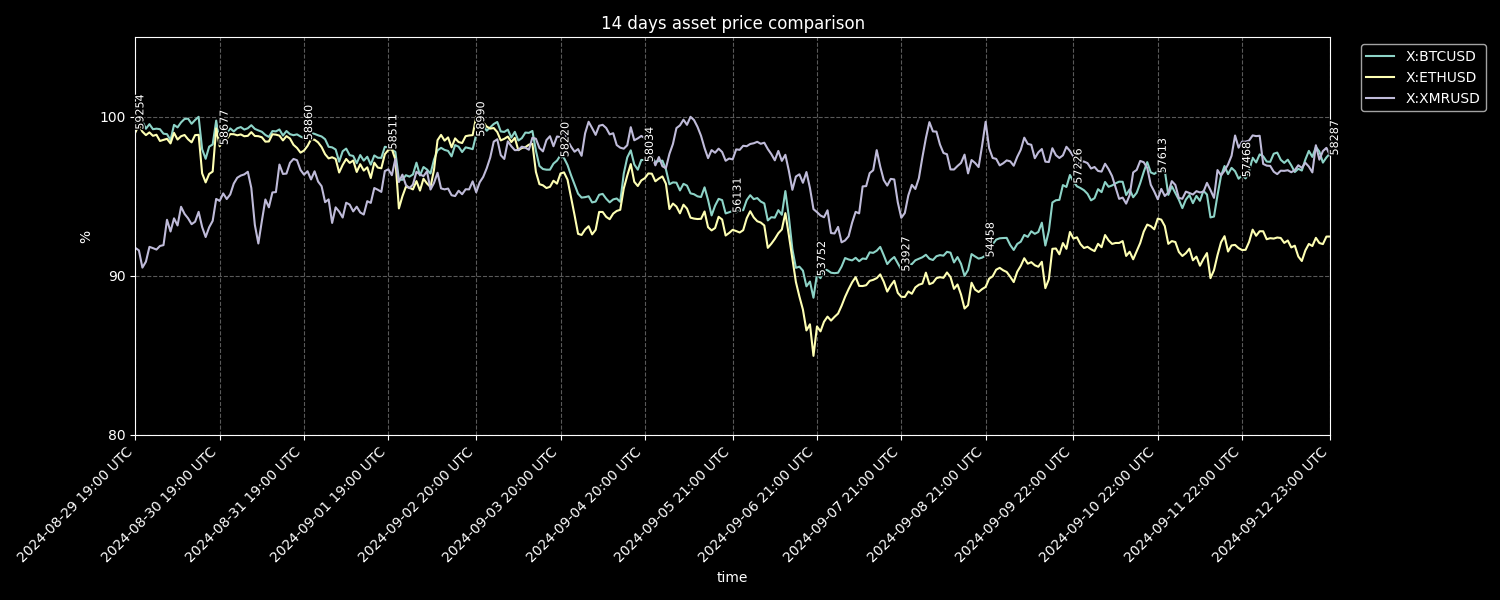 14 days asset price comparison
X:BTCUSD
X:ETHUSD
X:XMRUSD
100
90
80
%
59254
58677
58860
58511
58990
58220
58034
56131
53752
53927
54458
57226
57613
57468
58287
2024-08-29 19:00 UTC
2024-08-30 19:00 UTC
2024-08-31 19:00 UTC
2024-09-01 19:00 UTC
2024-09-02 20:00 UTC
2024-09-03 20:00 UTC
2024-09-04 20:00 UTC
2024-09-05 21:00 UTC
2024-09-06 21:00 UTC
2024-09-07 21:00 UTC
2024-09-08 21:00 UTC
2024-09-09 22:00 UTC
2024-09-10 22:00 UTC
2024-09-11 22:00 UTC
2024-09-12 23:00 UTC
time